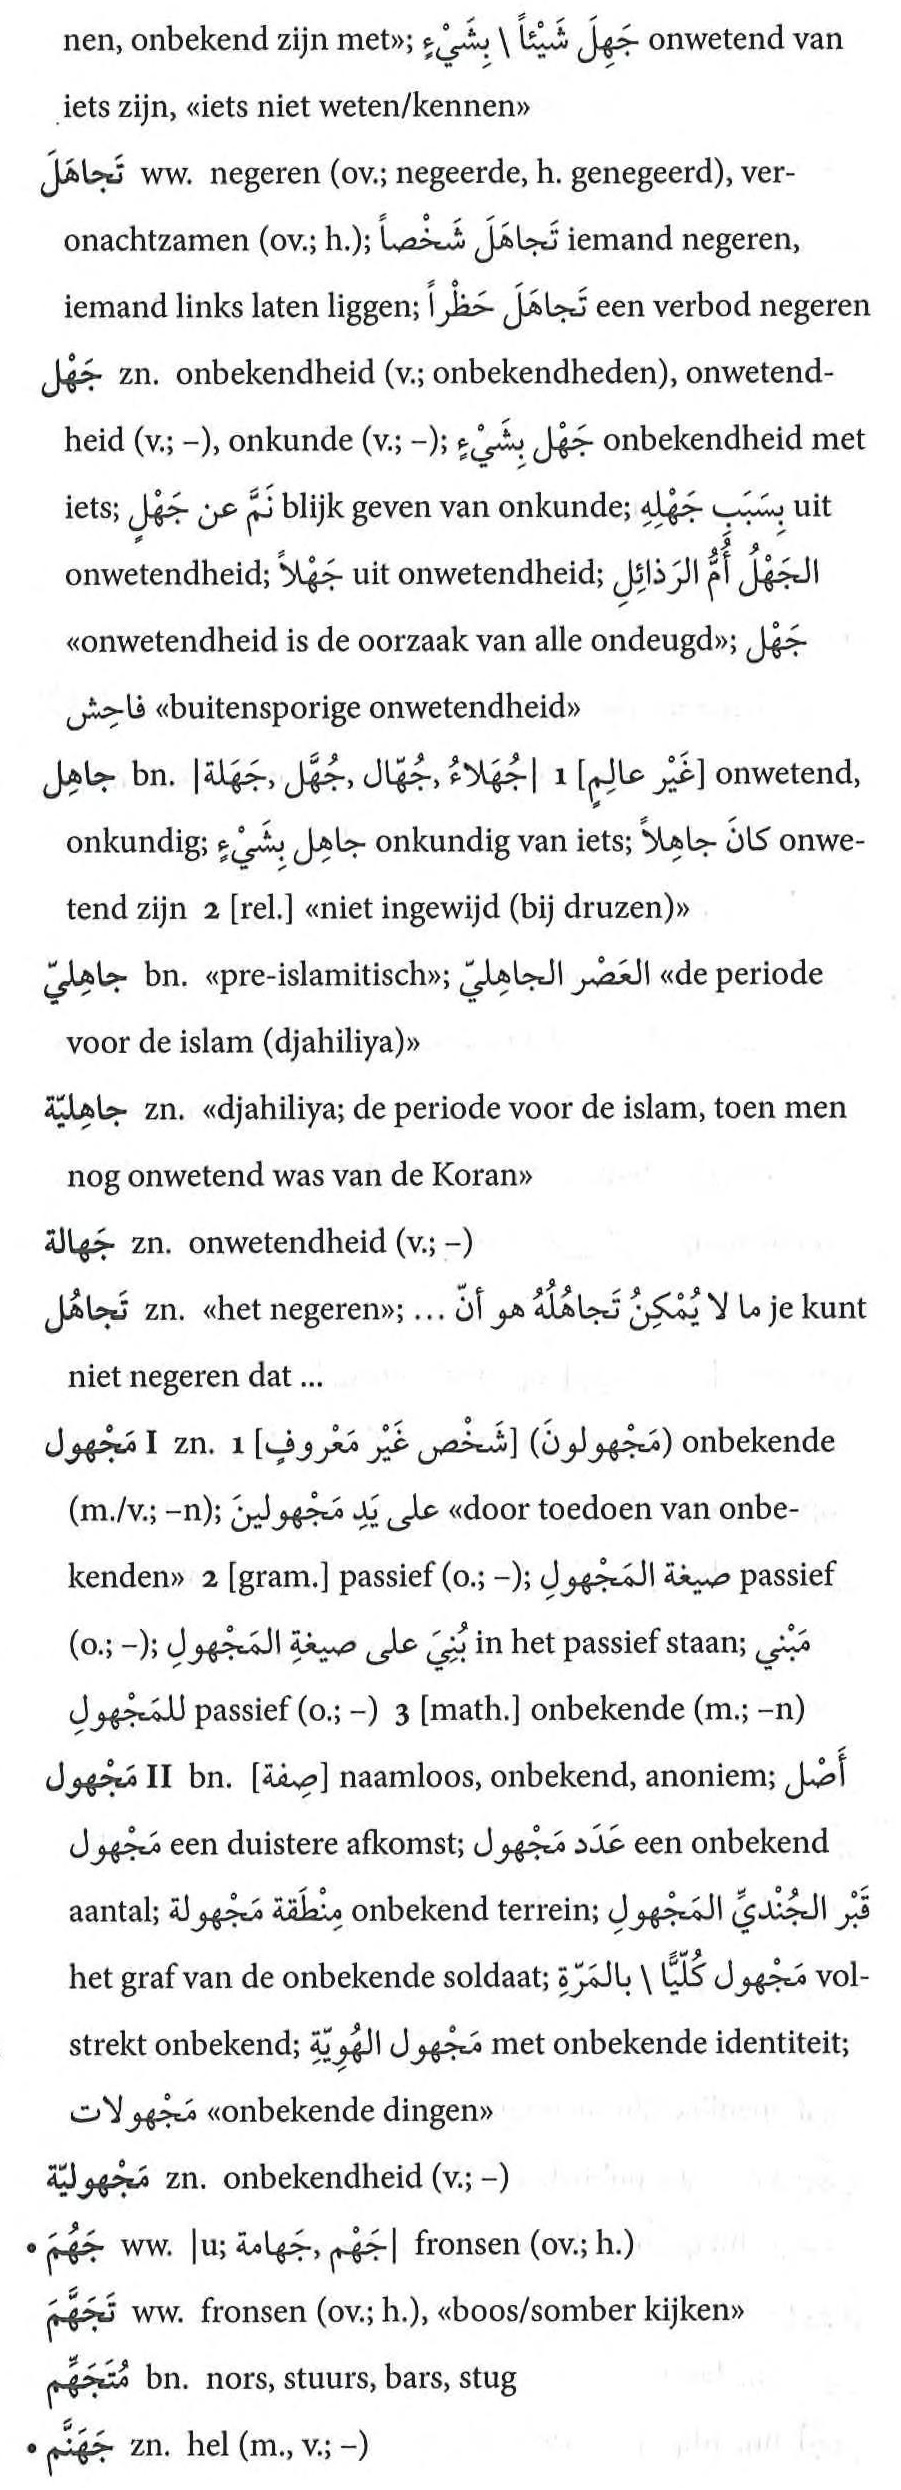 nen, onbekend zijn met»; جَهِلَ شَيْئاً \ بِشَيْءٍ onwetend van
iets zijn, «iets niet weten/kennen»
تَجاهَلَ ww. negeren (ov.; negeerde, h. genegeerd), ver-
onachtzamen (ov.; h.); تَجاهَلَ شَخْصاً iemand negeren,
iemand links laten liggen; تَجاهَلَ حَظْراً een verbod negeren
جَهْل zn. onbekendheid (v.; onbekendheden), onwetend-
heid (v.; –), onkunde (v.; –); جَهْل بِشَيْءٍ onbekendheid met
iets; نَمَّ عن جَهْلٍ blijk geven van onkunde; بِسَبَبِ جَهْلِهِ uit
onwetendheid; جَهْلاً uit onwetendheid; الجَهْلُ أُمُّ الرَذائِلِ
«onwetendheid is de oorzaak van alle ondeugd»; جَهْل
فاحِش «buitensporige onwetendheid»
جاهِل bn. |جُهَلاءُ, جُهّال, جُهَّل, جَهَلة| 1 [غَيْر عالِمٍ] onwetend,
onkundig; جاهِل بِشَيْءٍ onkundig van iets; كانَ جاهِلاً onwe-
tend zijn 2 [rel.] «niet ingewijd (bij druzen)»
جاهِليّ bn. «pre-islamitisch»; العَصْر الجاهِليّ «de periode
voor de islam (djahiliya)»
جاهِليّة zn. «djahiliya; de periode voor de islam, toen men
nog onwetend was van de Koran»
جَهالة zn. onwetendheid (v.; –)
تَجاهُل zn. «het negeren»; ما لا يُمْكِنُ تَجاهُلُهُ هو أنّ ... je kunt
niet negeren dat ...
مَجْهول I zn. 1 [شَخْص غَيْر مَعْروفٍ] (مَجْهولونَ) onbekende
(m./v.; –n); على يَدِ مَجْهولينَ «door toedoen van onbe-
kenden» 2 [gram.] passief (o.; –); صيغة المَجْهولِ passief
(o.; –); بُنِيَ على صيغةِ المَجْهولِ in het passief staan; مَبْني
للمَجْهولِ passief (o.; –) 3 [math.] onbekende (m.; –n)
مَجْهول II bn. [صِفة] naamloos, onbekend, anoniem; أَصْل
مَجْهول een duistere afkomst; عَدَد مَجْهول een onbekend
aantal; مِنْطَقة مَجْهولة onbekend terrein; قَبْر الجُنْديِّ المَجْهولِ
het graf van de onbekende soldaat; مَجْهول كُلّيًّا \ بالمَرّةِ vol-
strekt onbekend; مَجْهول الهُوِيّةِ met onbekende identiteit;
مَجْهولات «onbekende dingen»
مَجْهوليّة zn. onbekendheid (v.; –)
• جَهُمَ ww. |u; جَهْم, جَهامة| fronsen (ov.; h.)
تَجَهَّمَ ww. fronsen (ov.; h.), «boos/somber kijken»
مُتَجَهِّم bn. nors, stuurs, bars, stug
• جَهَنَّم zn. hel (m., v.; –)